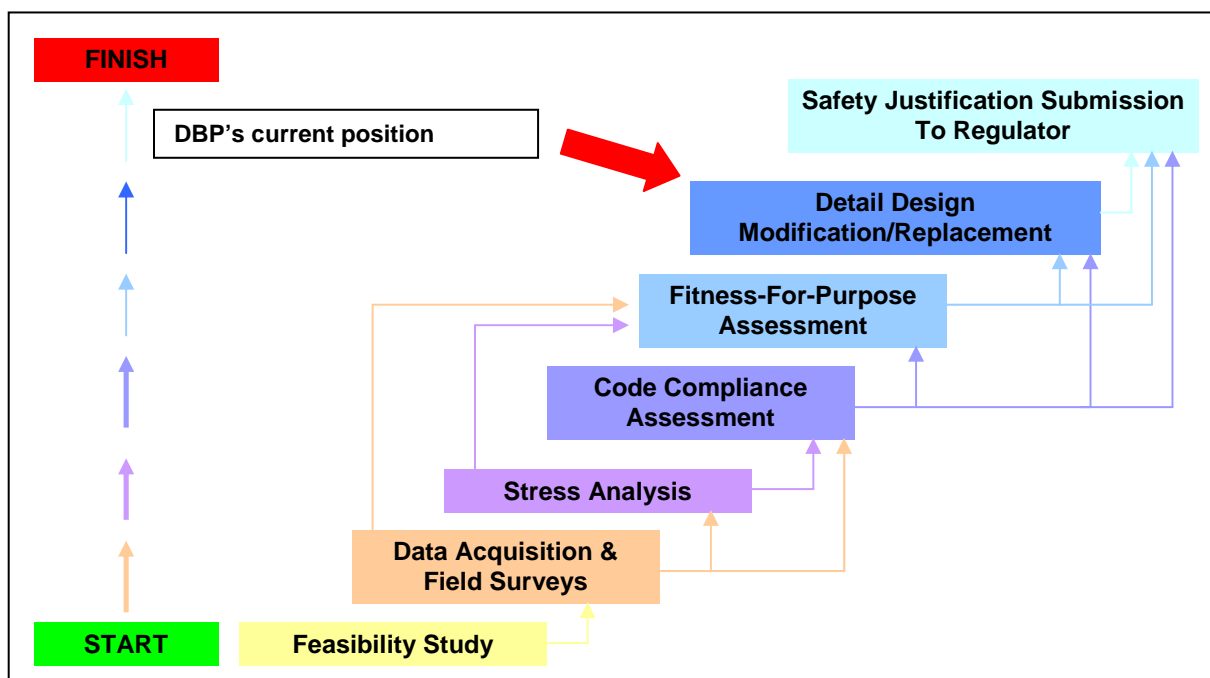 FINISH
DBP’s current position
Safety Justification Submission
To Regulator
Detail Design
Modification/Replacement
Fitness-For-Purpose
Assessment
Code Compliance
Assessment
Stress Analysis
Data Acquisition &
Field Surveys
START
Feasibility Study